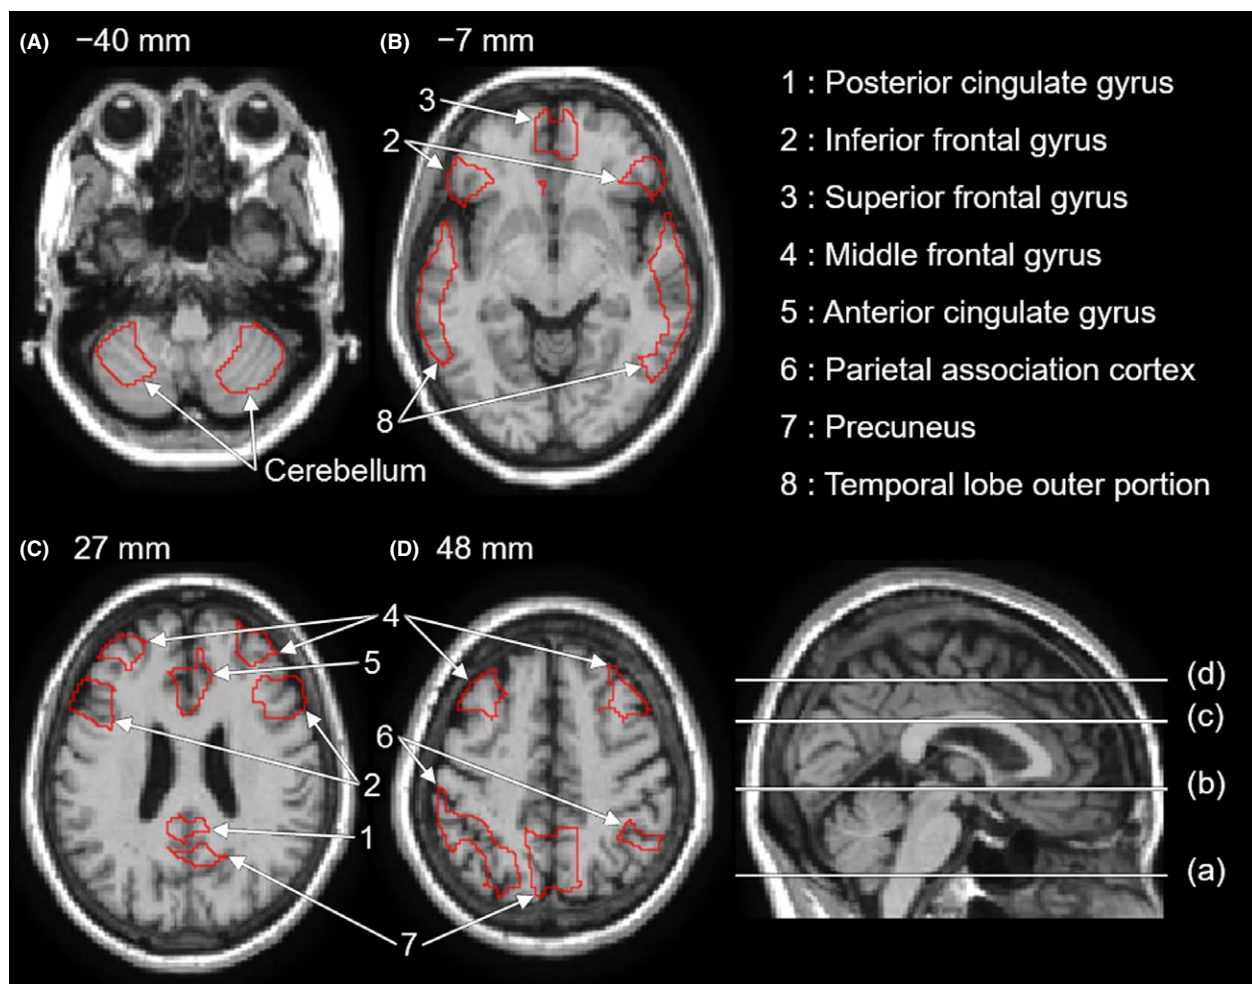 (A) −40 mm
(B) −7 mm
3
2
8
Cerebellum
1 : Posterior cingulate gyrus
2 : Inferior frontal gyrus
3 : Superior frontal gyrus
4 : Middle frontal gyrus
5 : Anterior cingulate gyrus
6 : Parietal association cortex
7 : Precuneus
8 : Temporal lobe outer portion
(C) 27 mm
(D) 48 mm
4
5
6
2
1
7
(d)
(c)
(b)
(a)